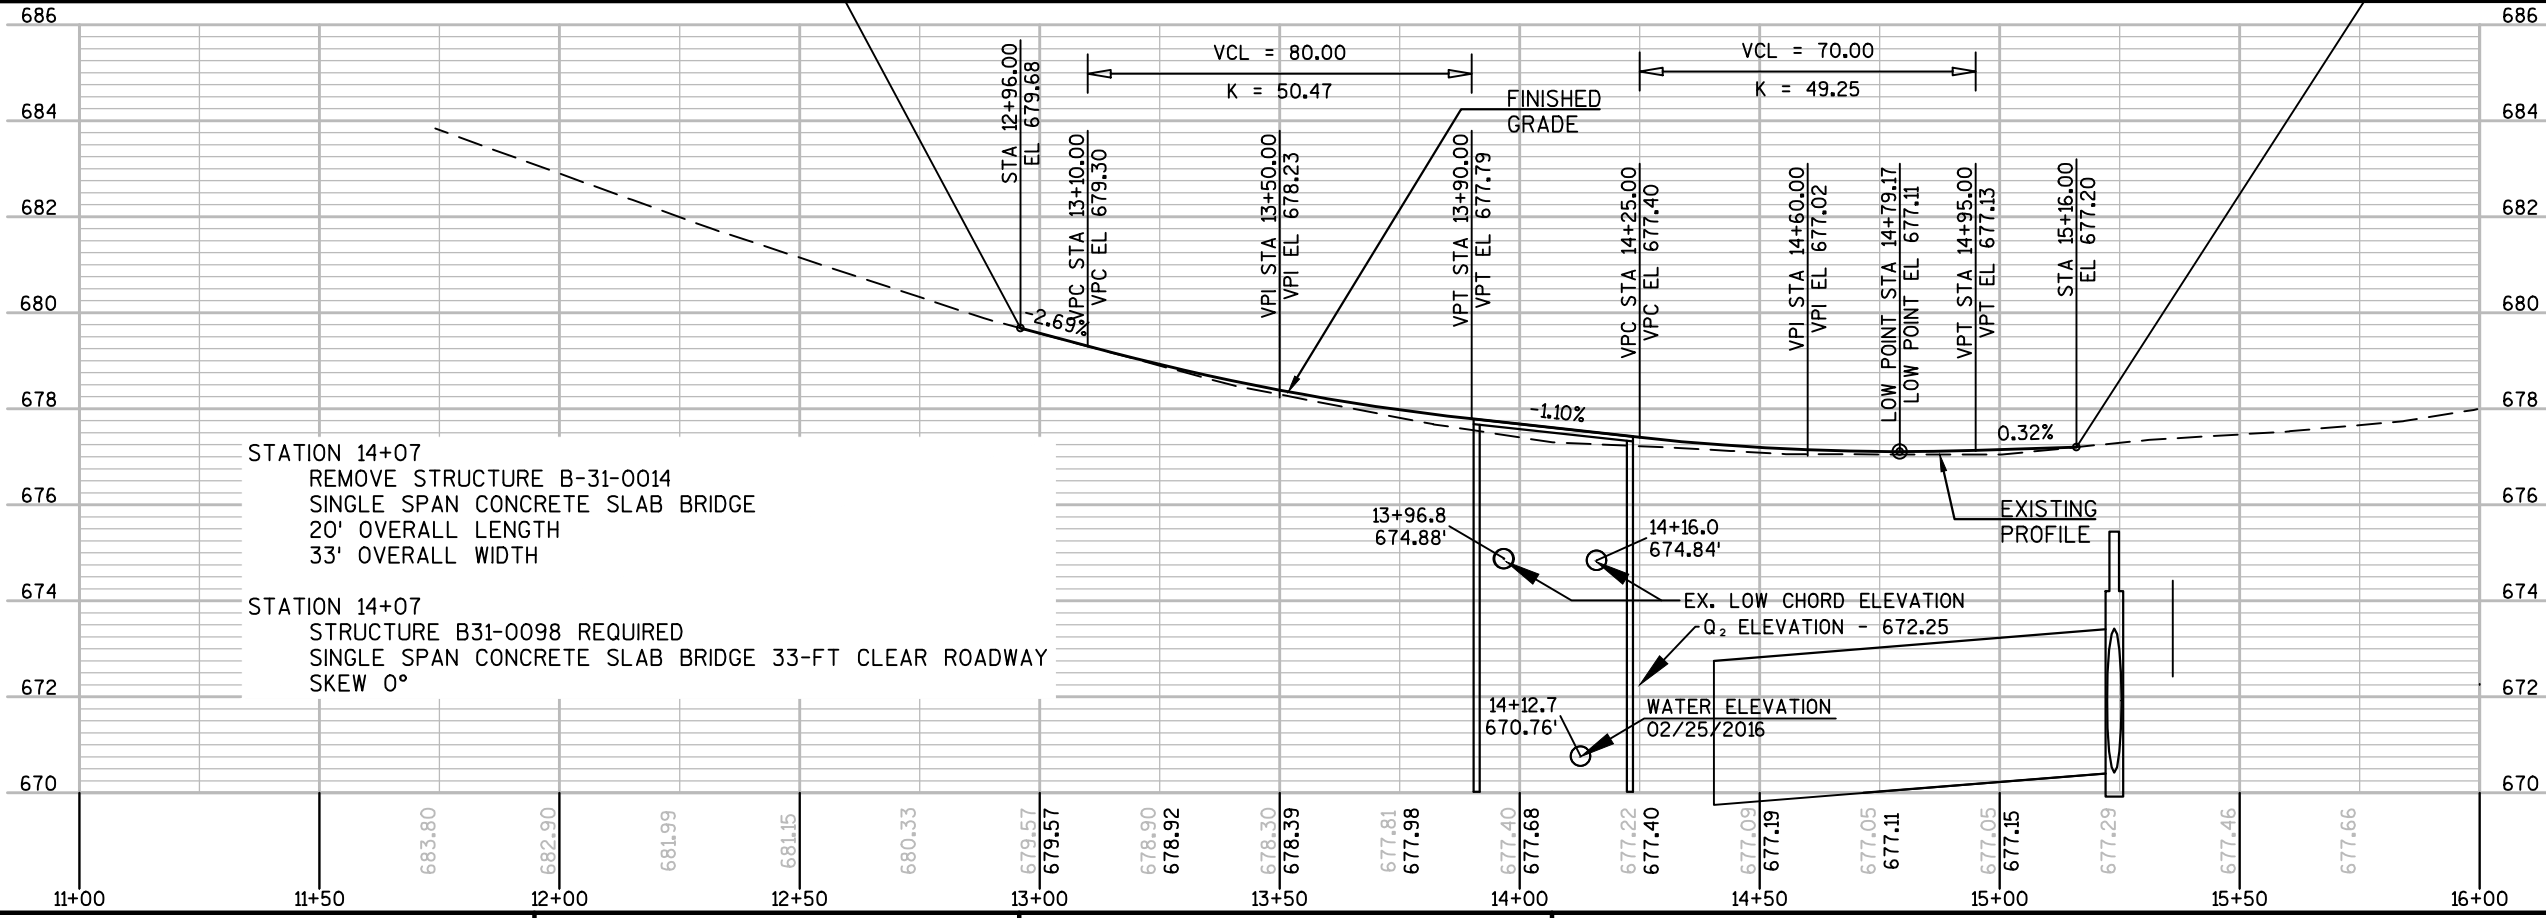 686
684
682
680
678
676
674
672
670
686
684
682
680
678
676
674
672
670
STA 12+96.00
EL 679.68
VCL = 80.00
K = 50.47
VPC STA 13+10.00
VPC EL 679.30
VPI STA 13+50.00
VPI EL 678.23
VPT STA 13+90.00
VPT EL 677.79
FINISHED
GRADE
VCL = 70.00
K = 49.25
VPC STA 14+25.00
VPC EL 677.40
VPI STA 14+60.00
VPI EL 677.02
LOW POINT STA 14+79.17
LOW POINT EL 677.11
VPT STA 14+95.00
VPT EL 677.13
STA 15+16.00
EL 677.20
-2.69%
-1.10%
0.32%
STATION 14+07
REMOVE STRUCTURE B-31-0014
SINGLE SPAN CONCRETE SLAB BRIDGE
20' OVERALL LENGTH
33' OVERALL WIDTH
STATION 14+07
STRUCTURE B31-0098 REQUIRED
SINGLE SPAN CONCRETE SLAB BRIDGE 33-FT CLEAR ROADWAY
SKEW 0°
13+96.8
674.88'
14+16.0
674.84'
EXISTING
PROFILE
EX. LOW CHORD ELEVATION
Q₂ ELEVATION - 672.25
14+12.7
670.76'
WATER ELEVATION
02/25/2016
683.80
682.90
681.99
681.15
680.33
679.57
679.57
678.90
678.92
678.30
678.39
677.81
677.98
677.40
677.68
677.22
677.40
677.09
677.19
677.05
677.11
677.05
677.15
677.29
677.46
677.66
11+00
11+50
12+00
12+50
13+00
13+50
14+00
14+50
15+00
15+50
16+00